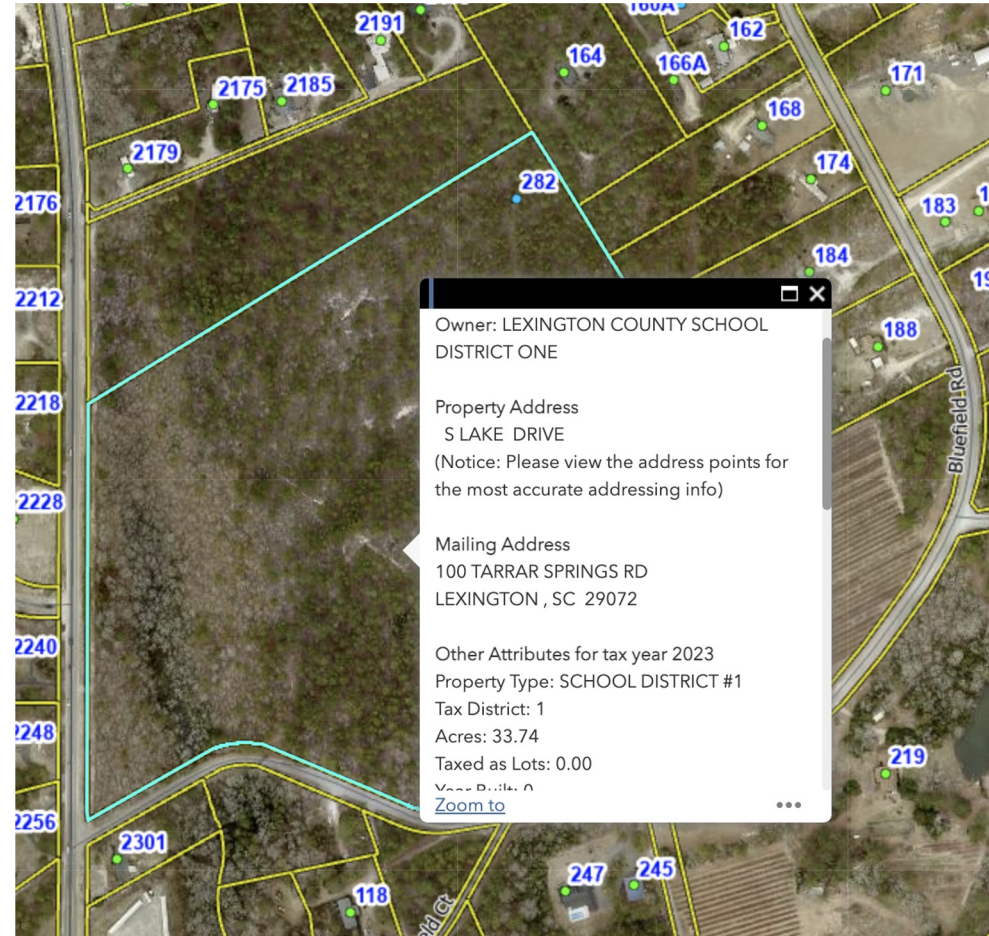 160A
2191
162
164
166A
171
2175
2185
168
2179
174
282
2176
183
184
2212
188
2218
Bluefield Rd
2228
2240
2248
219
2256
2301
247
245
118
Owner: LEXINGTON COUNTY SCHOOL
DISTRICT ONE
Property Address
S LAKE DRIVE
(Notice: Please view the address points for
the most accurate addressing info)
Mailing Address
100 TARRAR SPRINGS RD
LEXINGTON , SC 29072
Other Attributes for tax year 2023
Property Type: SCHOOL DISTRICT #1
Tax District: 1
Acres: 33.74
Taxed as Lots: 0.00
Year Built: 0
Zoom to